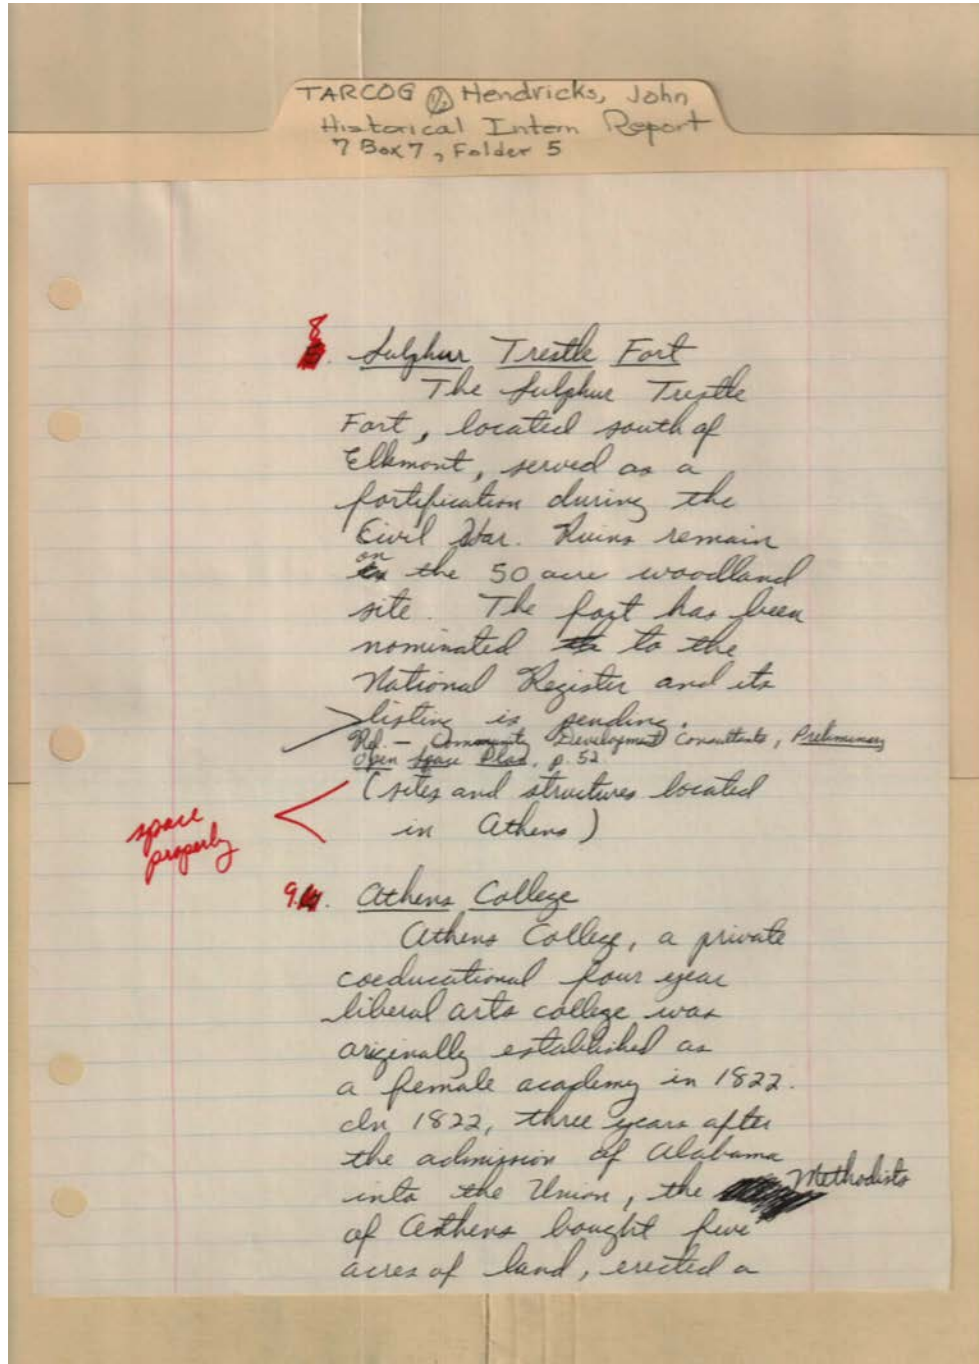 TARCOG Hendricks, John
Historical Intern Report
7 Box 7, Folder 5
8. Sulphur Trestle Fort
The Sulphur Trestle
Fort, located south of
Elkmont, served as a
fortification during the
Civil War. Ruins remain
on the 50 acre woodland
site. The fort has been
nominated to the
National Register and its
listing is pending.
Ref. - Community Development Consultants, Preliminary
Open Space Plan, p. 52
(sites and structures located
in Athens)
space
properly
9. Athens College
Athens College, a private
coeducational four year
liberal arts college was
originally established as
a female academy in 1822.
In 1822, three years after
the admission of Alabama
into the Union, the Methodists
of Athens bought five
acres of land, erected a